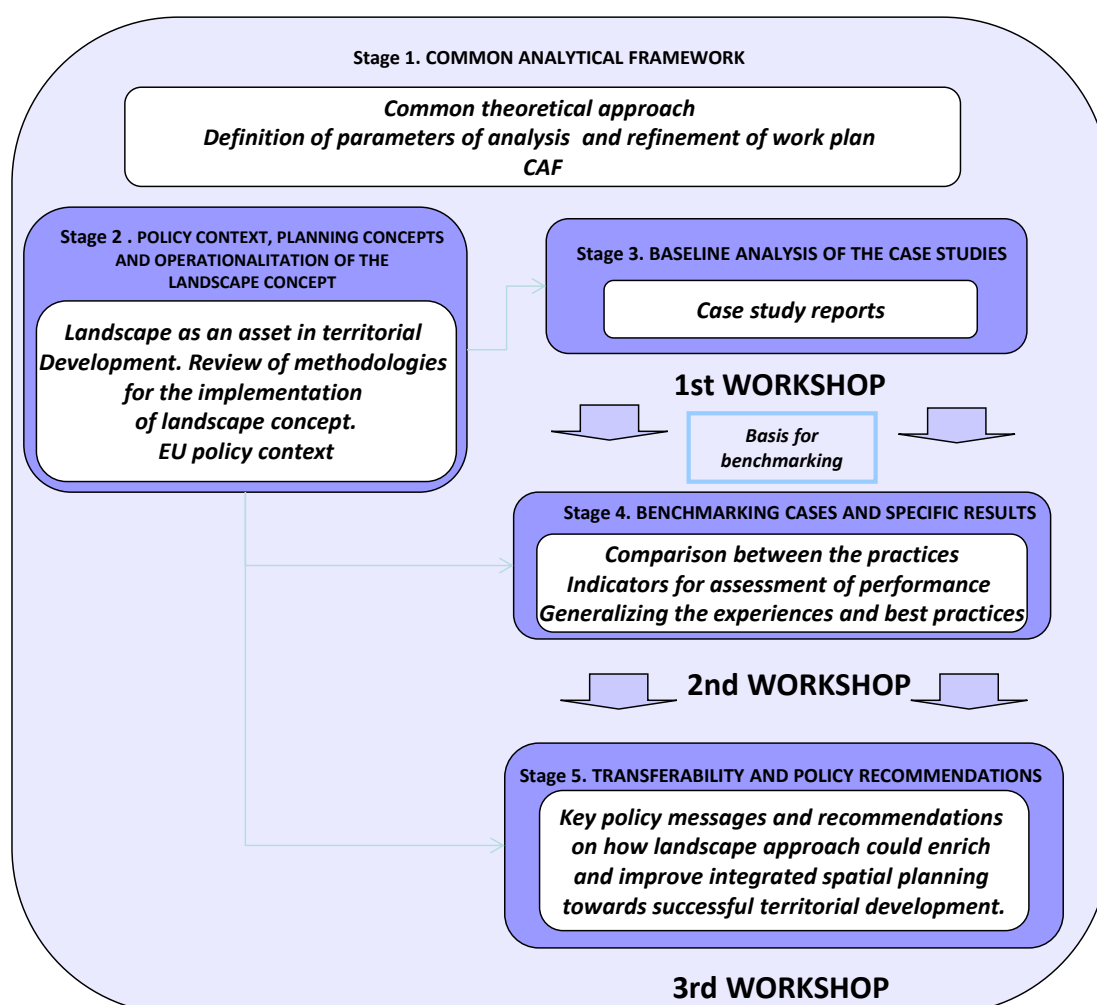 Stage 1. COMMON ANALYTICAL FRAMEWORK
Common theoretical approach
Definition of parameters of analysis and refinement of work plan
CAF
Stage 2 . POLICY CONTEXT, PLANNING CONCEPTS
AND OPERATIONALITATION OF THE
LANDSCAPE CONCEPT
Landscape as an asset in territorial
Development. Review of methodologies
for the implementation
of landscape concept.
EU policy context
Stage 3. BASELINE ANALYSIS OF THE CASE STUDIES
Case study reports
1st WORKSHOP
Basis for
benchmarking
Stage 4. BENCHMARKING CASES AND SPECIFIC RESULTS
Comparison between the practices
Indicators for assessment of performance
Generalizing the experiences and best practices
2nd WORKSHOP
Stage 5. TRANSFERABILITY AND POLICY RECOMMENDATIONS
Key policy messages and recommendations
on how landscape approach could enrich
and improve integrated spatial planning
towards successful territorial development.
3rd WORKSHOP